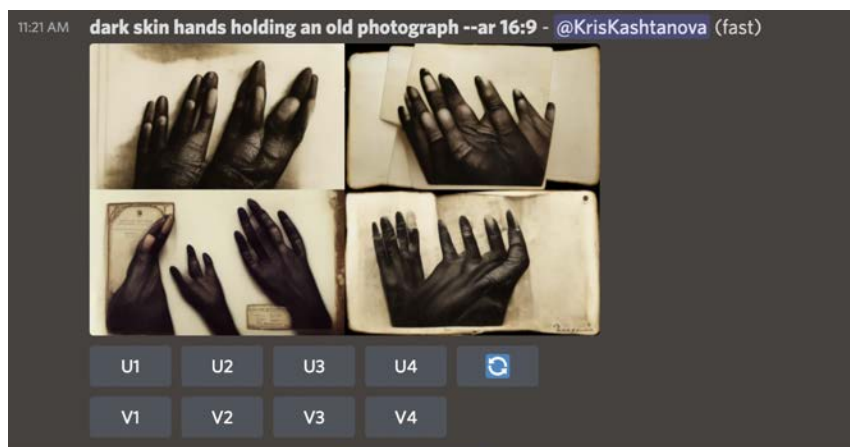 11:21 AM dark skin hands holding an old photograph --ar 16:9 - @KrisKashtanova (fast)
U1 U2 U3 U4
V1 V2 V3 V4